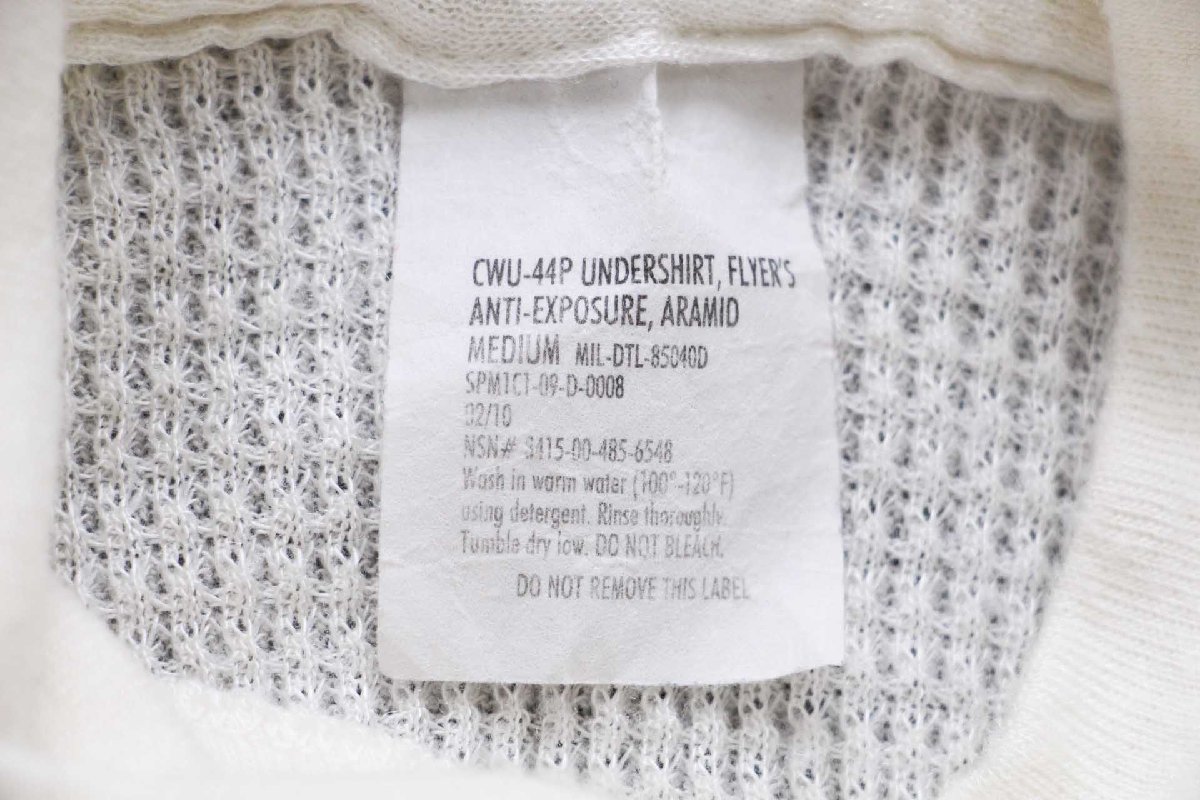 CWU-44P UNDERSHIRT, FLYER'S
ANTI-EXPOSURE, ARAMID
MEDIUM MIL-DTL-85040D
SPM1C1-09-D-0008
02/10
NSN# 8415-00-485-6548
Wash in warm water (100°-120°F)
using detergent. Rinse thoroughly.
Tumble dry low. DO NOT BLEACH.
DO NOT REMOVE THIS LABEL